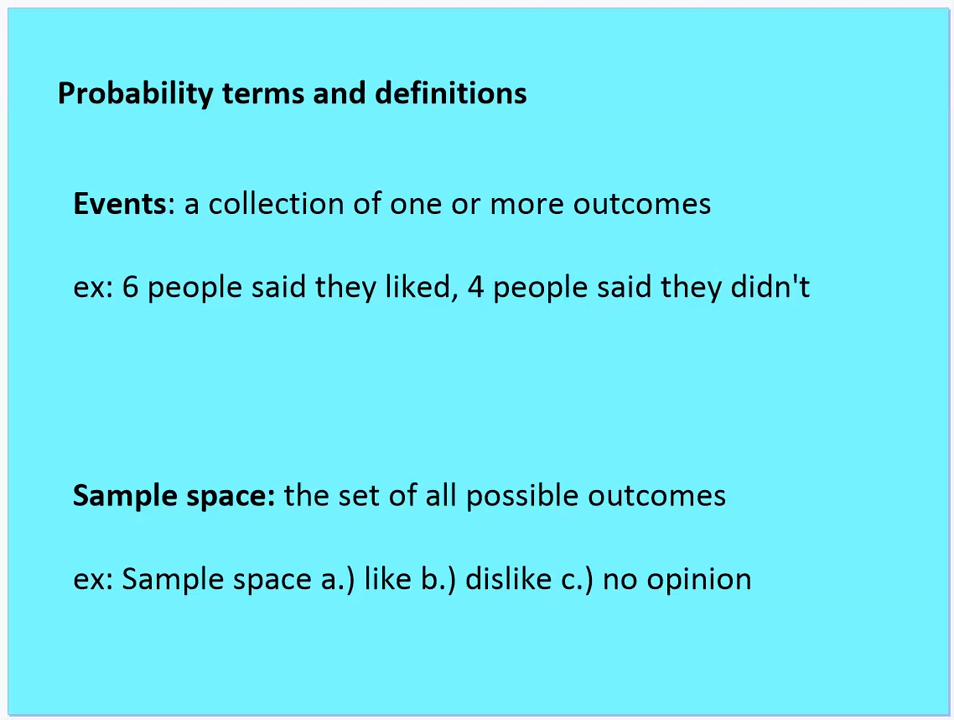 Probability terms and definitions
Events: a collection of one or more outcomes
ex: 6 people said they liked, 4 people said they didn't
Sample space: the set of all possible outcomes
ex: Sample space a.) like b.) dislike c.) no opinion